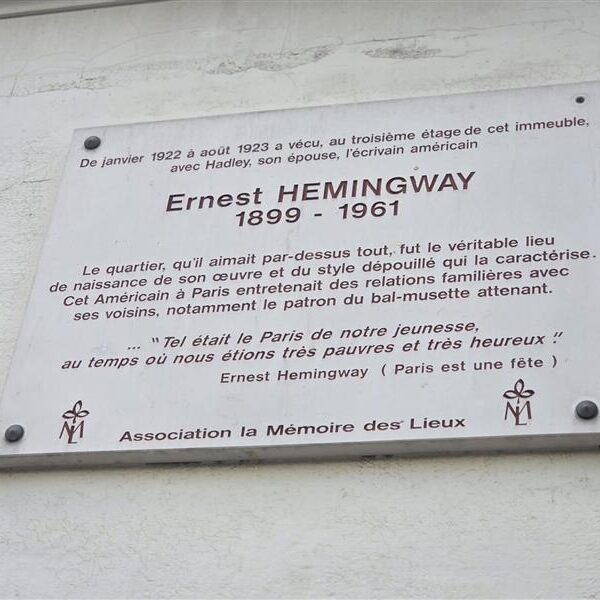 De janvier 1922 à août 1923 a vécu, au troisième étage de cet immeuble,
avec Hadley, son épouse, l'écrivain américain
Ernest HEMINGWAY
1899 - 1961
Le quartier, qu'il aimait par-dessus tout, fut le véritable lieu
de naissance de son œuvre et du style dépouillé qui la caractérise.
Cet Américain à Paris entretenait des relations familières avec
ses voisins, notamment le patron du bal-musette attenant.
... "Tel était le Paris de notre jeunesse,
au temps où nous étions très pauvres et très heureux."
Ernest Hemingway ( Paris est une fête )
ML ML
Association la Mémoire des Lieux